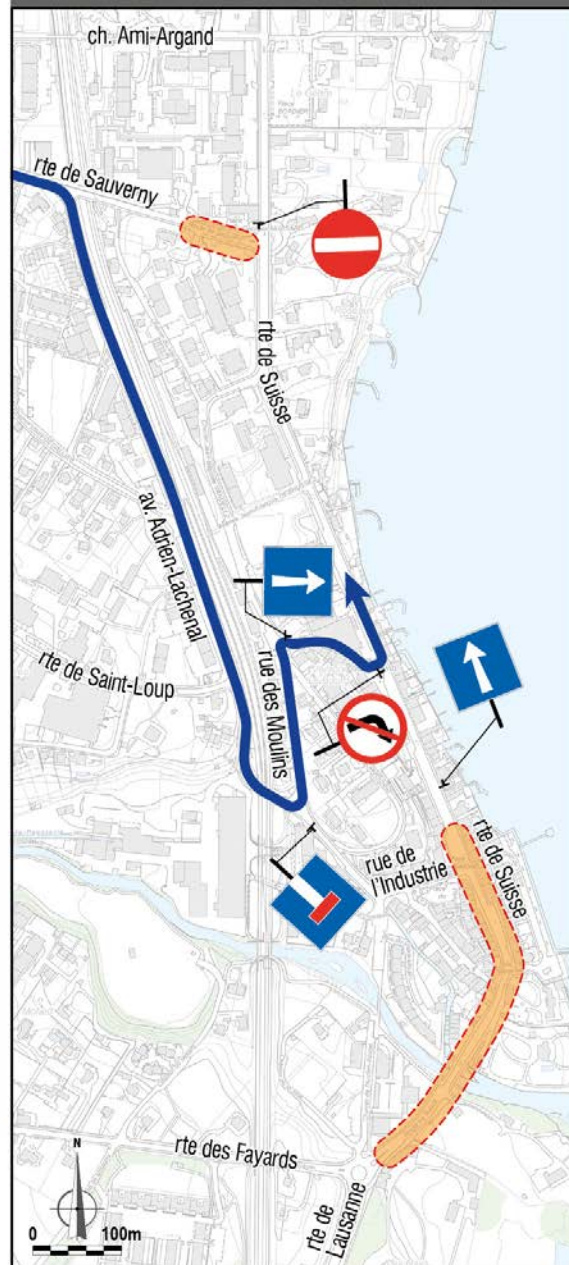 ch. Ami-Argand
rte de Sauverny
rte de Suisse
av. Adrien-Lachenal
rte de Saint-Loup
rue des Moulins
rue de
l'Industrie
rte de Suisse
rte des Fayards
rte de
Lausanne
N
0 100m